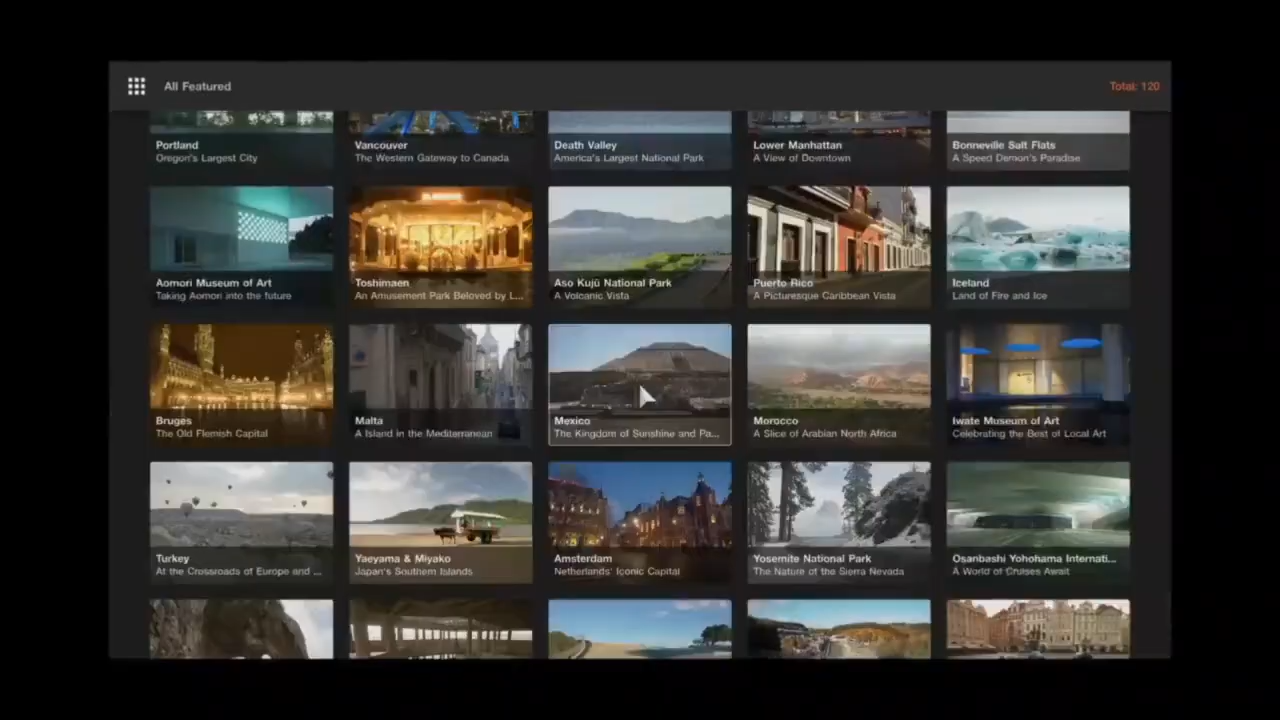 All Featured
Total: 120
Portland
Oregon's Largest City
Vancouver
The Western Gateway to Canada
Death Valley
America's Largest National Park
Lower Manhattan
A View of Downtown
Bonneville Salt Flats
A Speed Demon's Paradise
Aomori Museum of Art
Taking Aomori into the future
Toshimaen
An Amusement Park Beloved by L...
Aso Kujū National Park
A Volcanic Vista
Puerto Rico
A Picturesque Caribbean Vista
Iceland
Land of Fire and Ice
Bruges
The Old Flemish Capital
Malta
A Island in the Mediterranean
Mexico
The Kingdom of Sunshine and Pa...
Morocco
A Slice of Arabian North Africa
Iwate Museum of Art
Celebrating the Best of Local Art
Turkey
At the Crossroads of Europe and ...
Yaeyama & Miyako
Japan's Southern Islands
Amsterdam
Netherlands' Iconic Capital
Yosemite National Park
The Nature of the Sierra Nevada
Osanbashi Yohohama Internati...
A World of Cruises Await